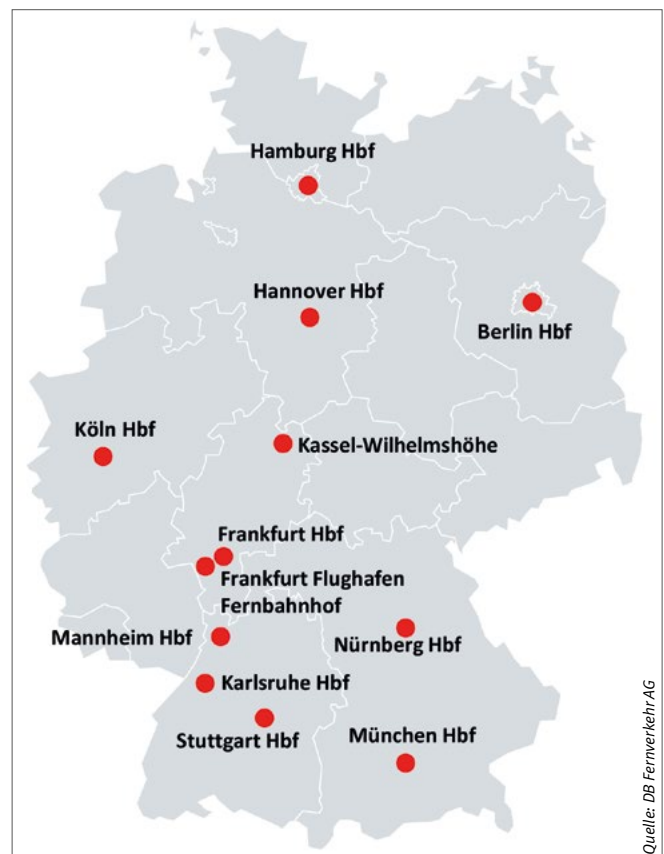 Hamburg Hbf
Hannover Hbf
Berlin Hbf
Köln Hbf
Kassel-Wilhelmshöhe
Frankfurt Hbf
Frankfurt Flughafen
Fernbahnhof
Mannheim Hbf
Nürnberg Hbf
Karlsruhe Hbf
Stuttgart Hbf
München Hbf
Quelle: DB Fernverkehr AG